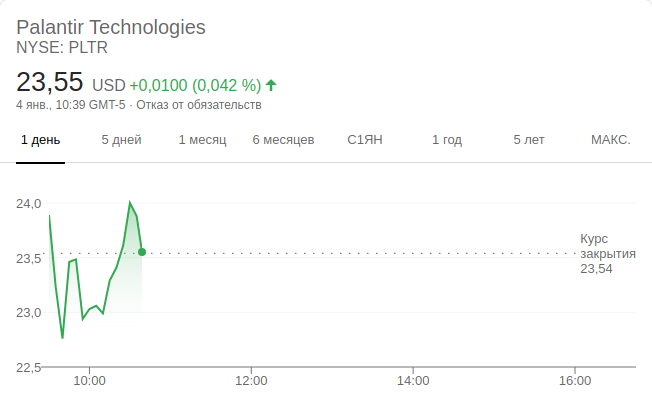 Palantir Technologies
NYSE: PLTR
23,55 USD +0,0100 (0,042 %)
4 янв., 10:39 GMT-5 · Отказ от обязательств
1 день 5 дней 1 месяц 6 месяцев С1ЯН 1 год 5 лет МАКС.
24,0
Курс
23,5 закрытия
23,54
23,0
22,5
10:00 12:00 14:00 16:00